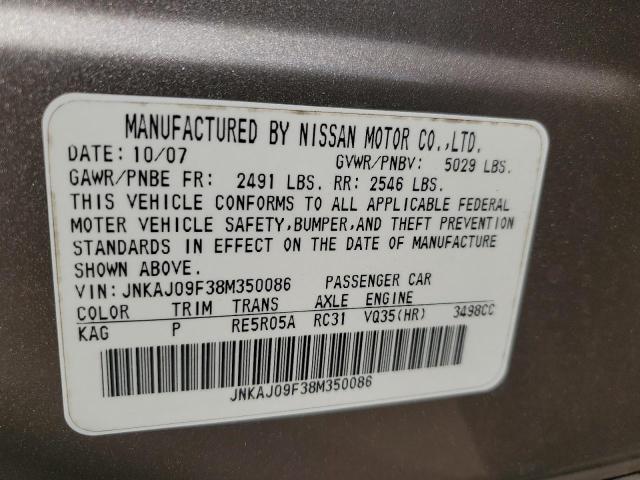 MANUFACTURED BY NISSAN MOTOR CO.,LTD.
DATE: 10/07 GVWR/PNBV: 5029 LBS.
GAWR/PNBE FR: 2491 LBS. RR: 2546 LBS.
THIS VEHICLE CONFORMS TO ALL APPLICABLE FEDERAL
MOTER VEHICLE SAFETY,BUMPER,AND THEFT PREVENTION
STANDARDS IN EFFECT ON THE DATE OF MANUFACTURE
SHOWN ABOVE.
VIN: JNKAJ09F38M350086 PASSENGER CAR
COLOR TRIM TRANS AXLE ENGINE
KAG P RE5R05A RC31 VQ35(HR) 3498CC
JNKAJ09F38M350086